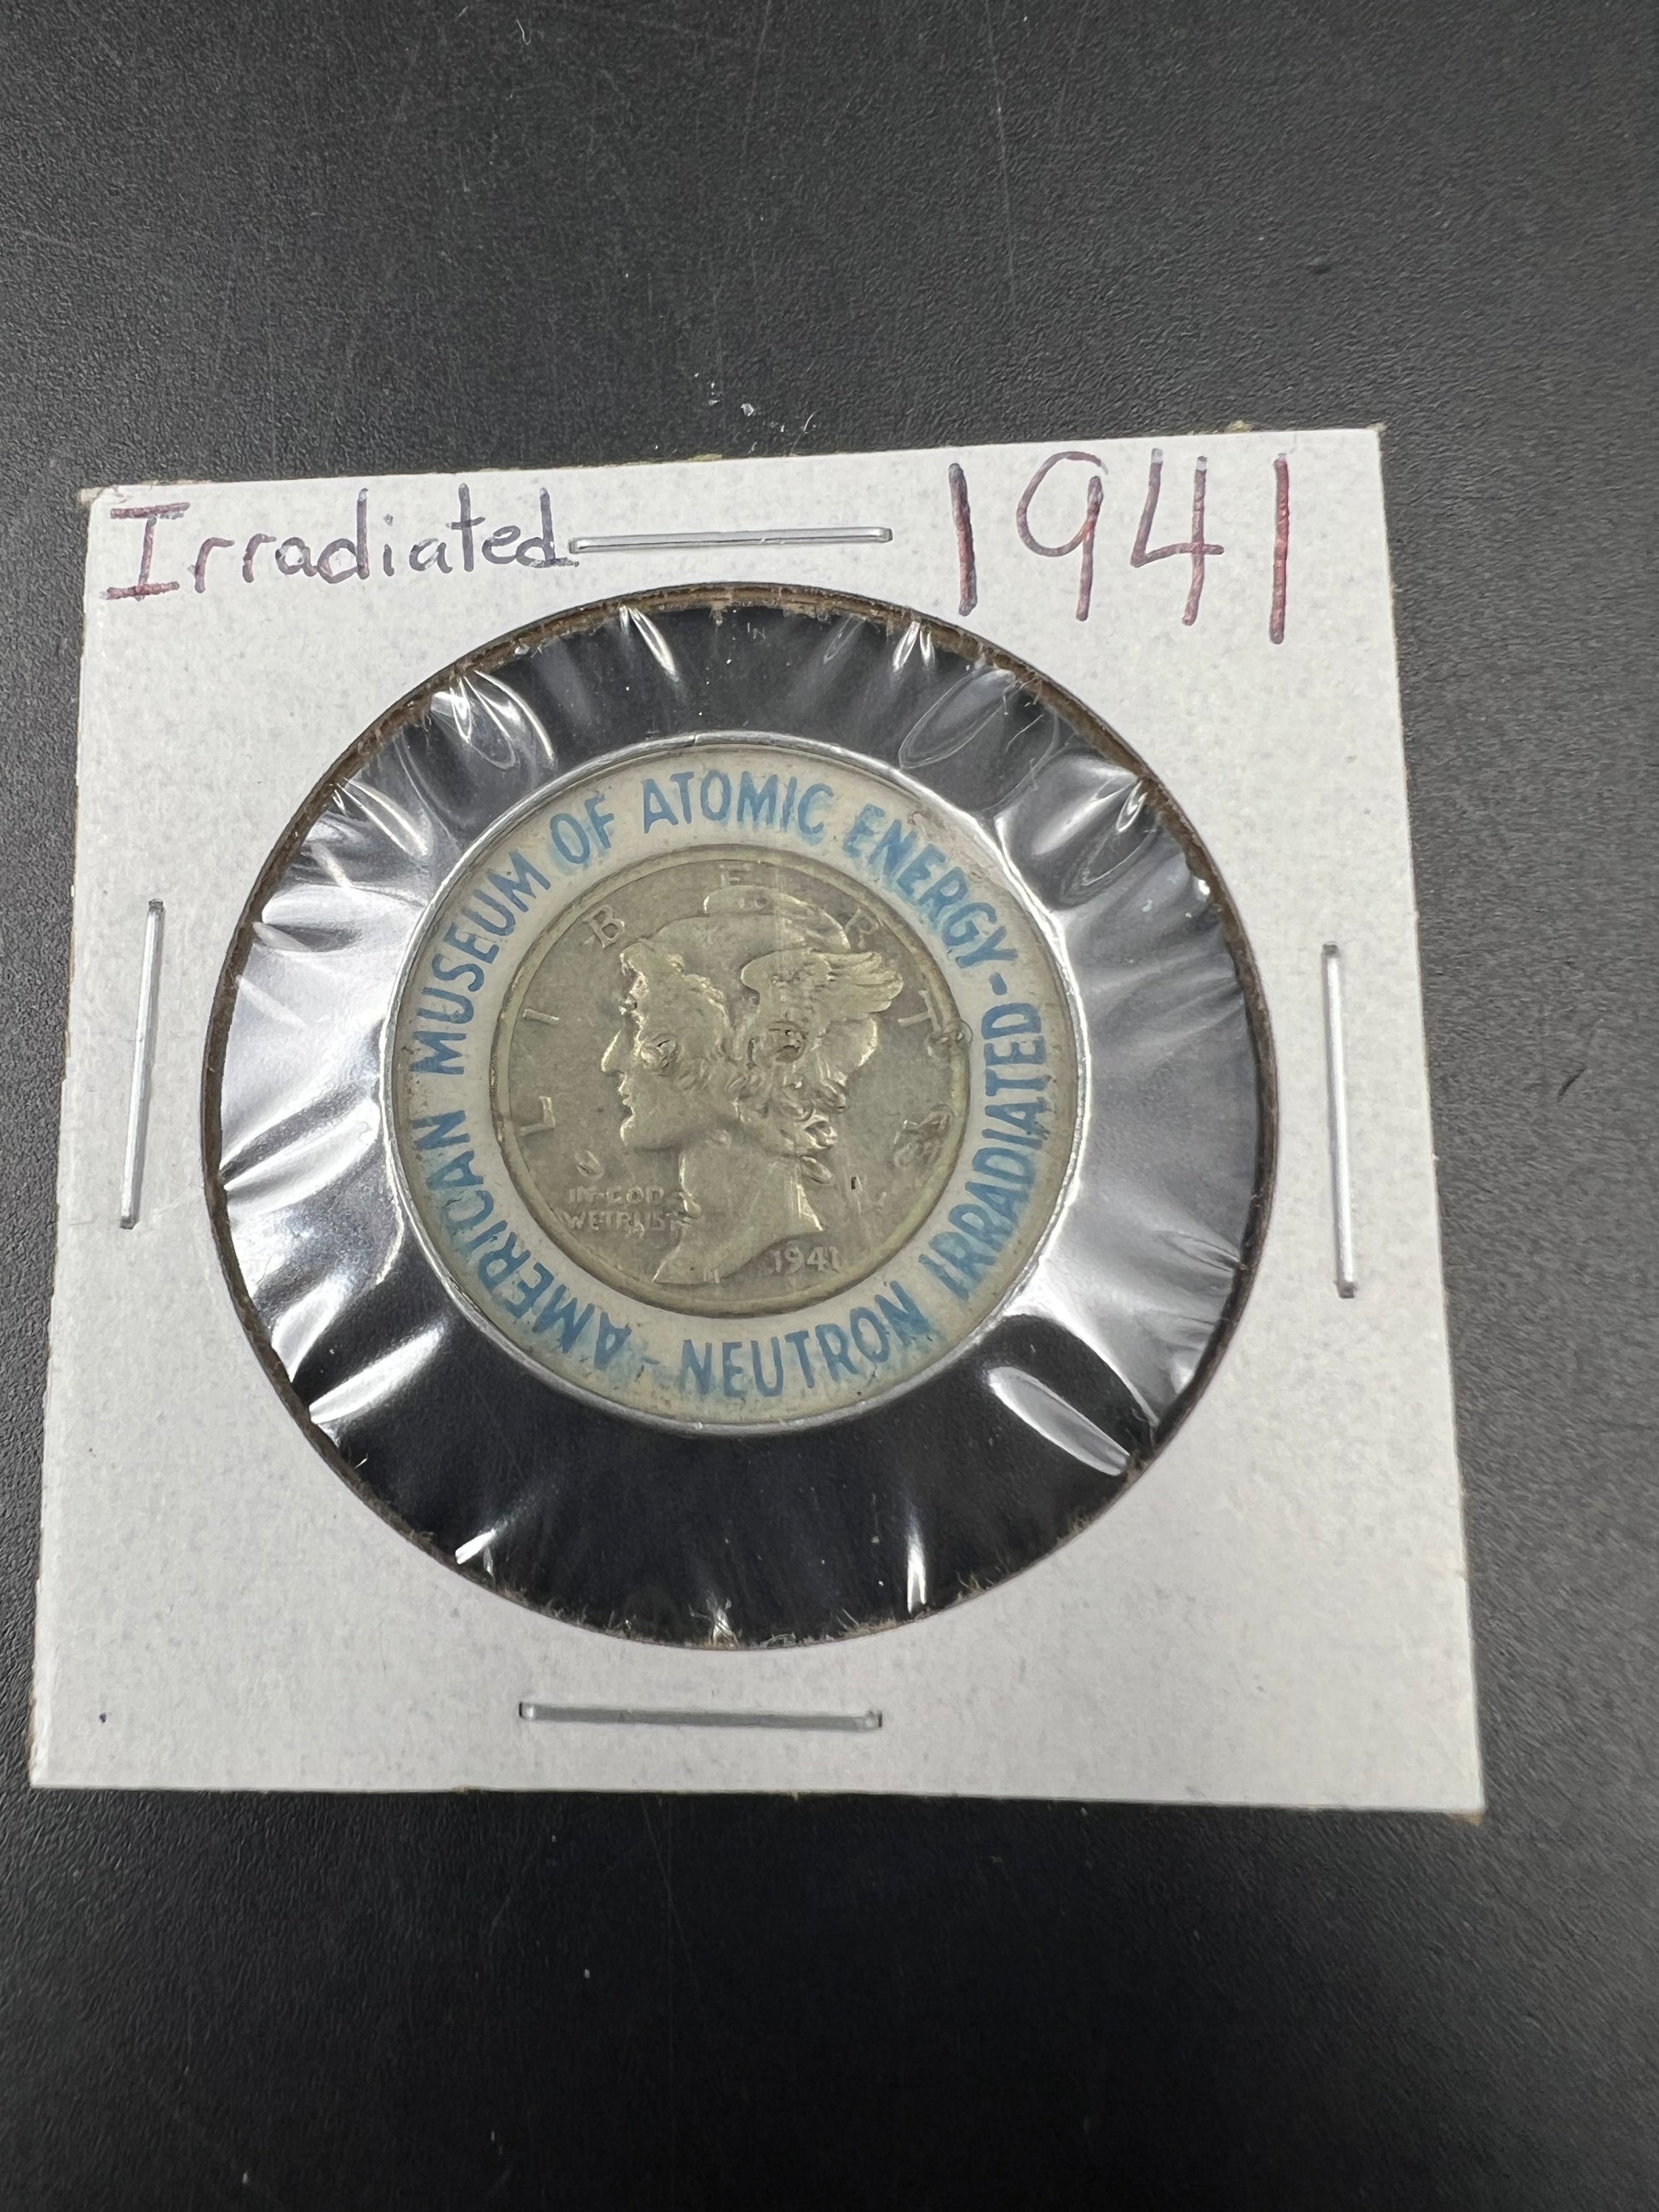 Irradiated 1941
AMERICAN MUSEUM OF ATOMIC ENERGY - NEUTRON IRRADIATED -
LIBERTY
IN GOD
WE TRUST
1941